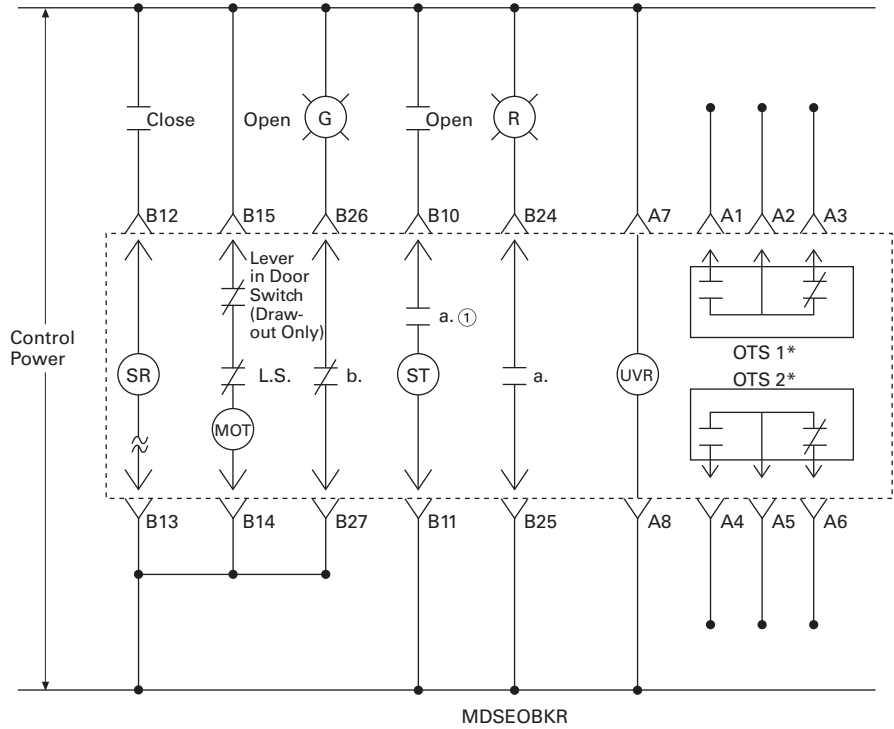 Close
Open
G
Open
R
B12
B15
B26
B10
B24
A7
A1
A2
A3
Lever
in Door
Switch
(Draw-
out Only)
a. ①
Control
Power
OTS 1*
OTS 2*
SR
L.S.
b.
ST
a.
UVR
MOT
B13
B14
B27
B11
B25
A8
A4
A5
A6
MDSEOBKR